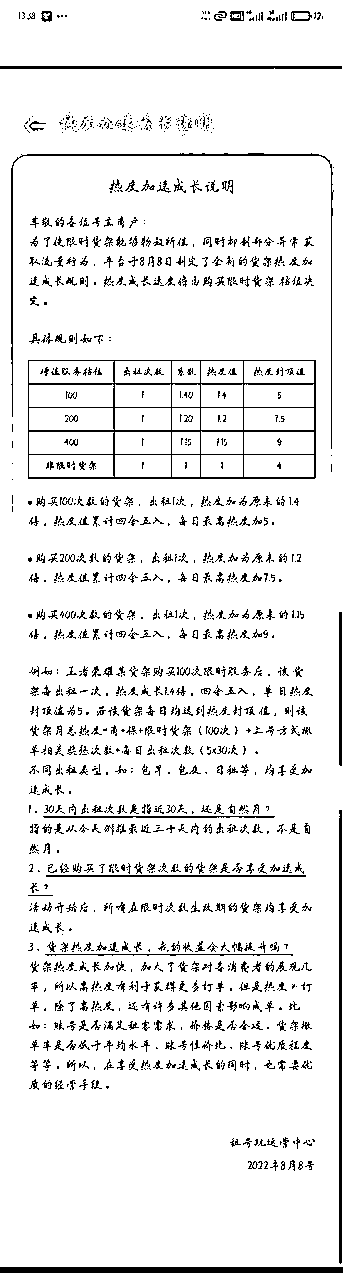 13:38
热度加速成长说明
尊敬的各位号主商户：
为了使限时货架能够物超所值，同时抑制部分异常获
取流量行为，平台于8月8日制定了全新的货架热度加
速成长规则。热度成长速度将由购买限时货架 档位决
定。
具体规则如下：
增值服务档位 出租次数 系数 热度值 热度封顶值
100 1 1.40 1.4 5
200 1 1.20 1.2 7.5
400 1 1.15 1.15 9
非限时货架 1 1 1 4
•购买100次数的货架，出租1次，热度加为原来的1.4
倍，热度值累计四舍五入，每日最高热度加5。
•购买200次数的货架，出租1次，热度加为原来的1.2
倍，热度值累计四舍五入，每日最高热度加7.5。
•购买400次数的货架，出租1次，热度加为原来的1.15
倍，热度值累计四舍五入，每日最高热度加9。
例如：王者荣耀某货架购买100次限时服务后，该货
架每出租一次，热度成长1.4倍，四舍五入，单日热度
封顶值为5。若该货架每日均达到热度封顶值，则该
货架月总热度=商+保+限时货架（100次）+上号方式撤
单相关奖惩次数+每日出租次数（5x30次）。
不同出租类型，如：包早、包夜、日租等，均享受加
速成长。
1、30天内出租次数是指近30天，还是自然月？
指的是从今天倒推最近三十天内的出租次数，不是自
然月。
2、已经购买了限时货架次数的货架是否享受加速成
长？
活动开始后，所有在限时次数生效期的货架均享受加
速成长。
3、货架热度加速成长，我的收益会大幅提升吗？
货架热度成长加快，加大了货架对各消费者的展现几
率，所以高热度有利于获得更多订单。但是热度≠订
单，除了高热度，还有许多其他因素影响成单。比
如：账号是否满足租客需求，价格是否合适、货架撤
单率是否低于平均水平、账号性价比、账号优质程度
等等。所以，在享受热度加速成长的同时，也需要优
质的经营手段。
租号玩运营中心
2022年8月8号